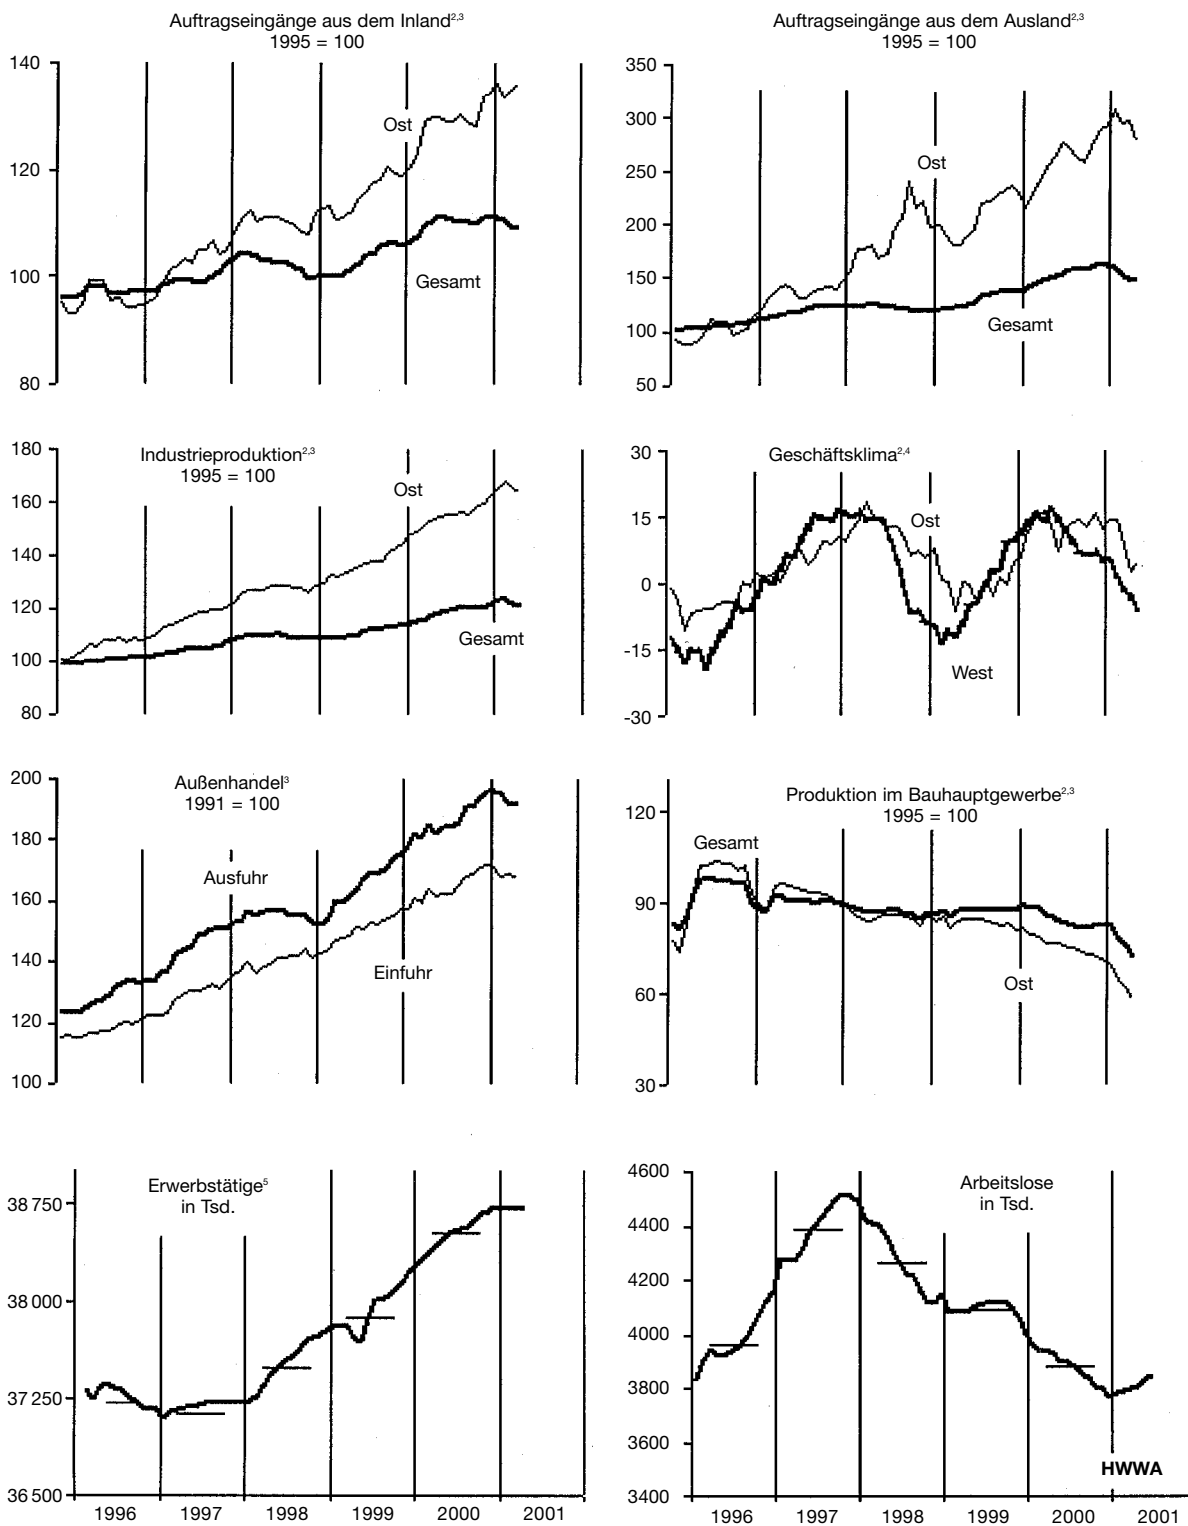 Auftragseingänge aus dem Inland2,3
1995 = 100
140
120
100
80
Ost
Gesamt
Auftragseingänge aus dem Ausland2,3
1995 = 100
350
300
250
200
150
100
50
Ost
Gesamt
Industrieproduktion2,3
1995 = 100
180
160
140
120
100
80
Ost
Gesamt
Geschäftsklima2,4
30
15
0
-15
-30
Ost
West
Außenhandel3
1991 = 100
200
180
160
140
120
100
Ausfuhr
Einfuhr
Produktion im Bauhauptgewerbe2,3
1995 = 100
120
90
60
30
Gesamt
Ost
Erwerbstätige5
in Tsd.
38 750
38 000
37 250
36 500
1996 1997 1998 1999 2000 2001
Arbeitslose
in Tsd.
4600
4400
4200
4000
3800
3600
3400
HWWA
1996 1997 1998 1999 2000 2001